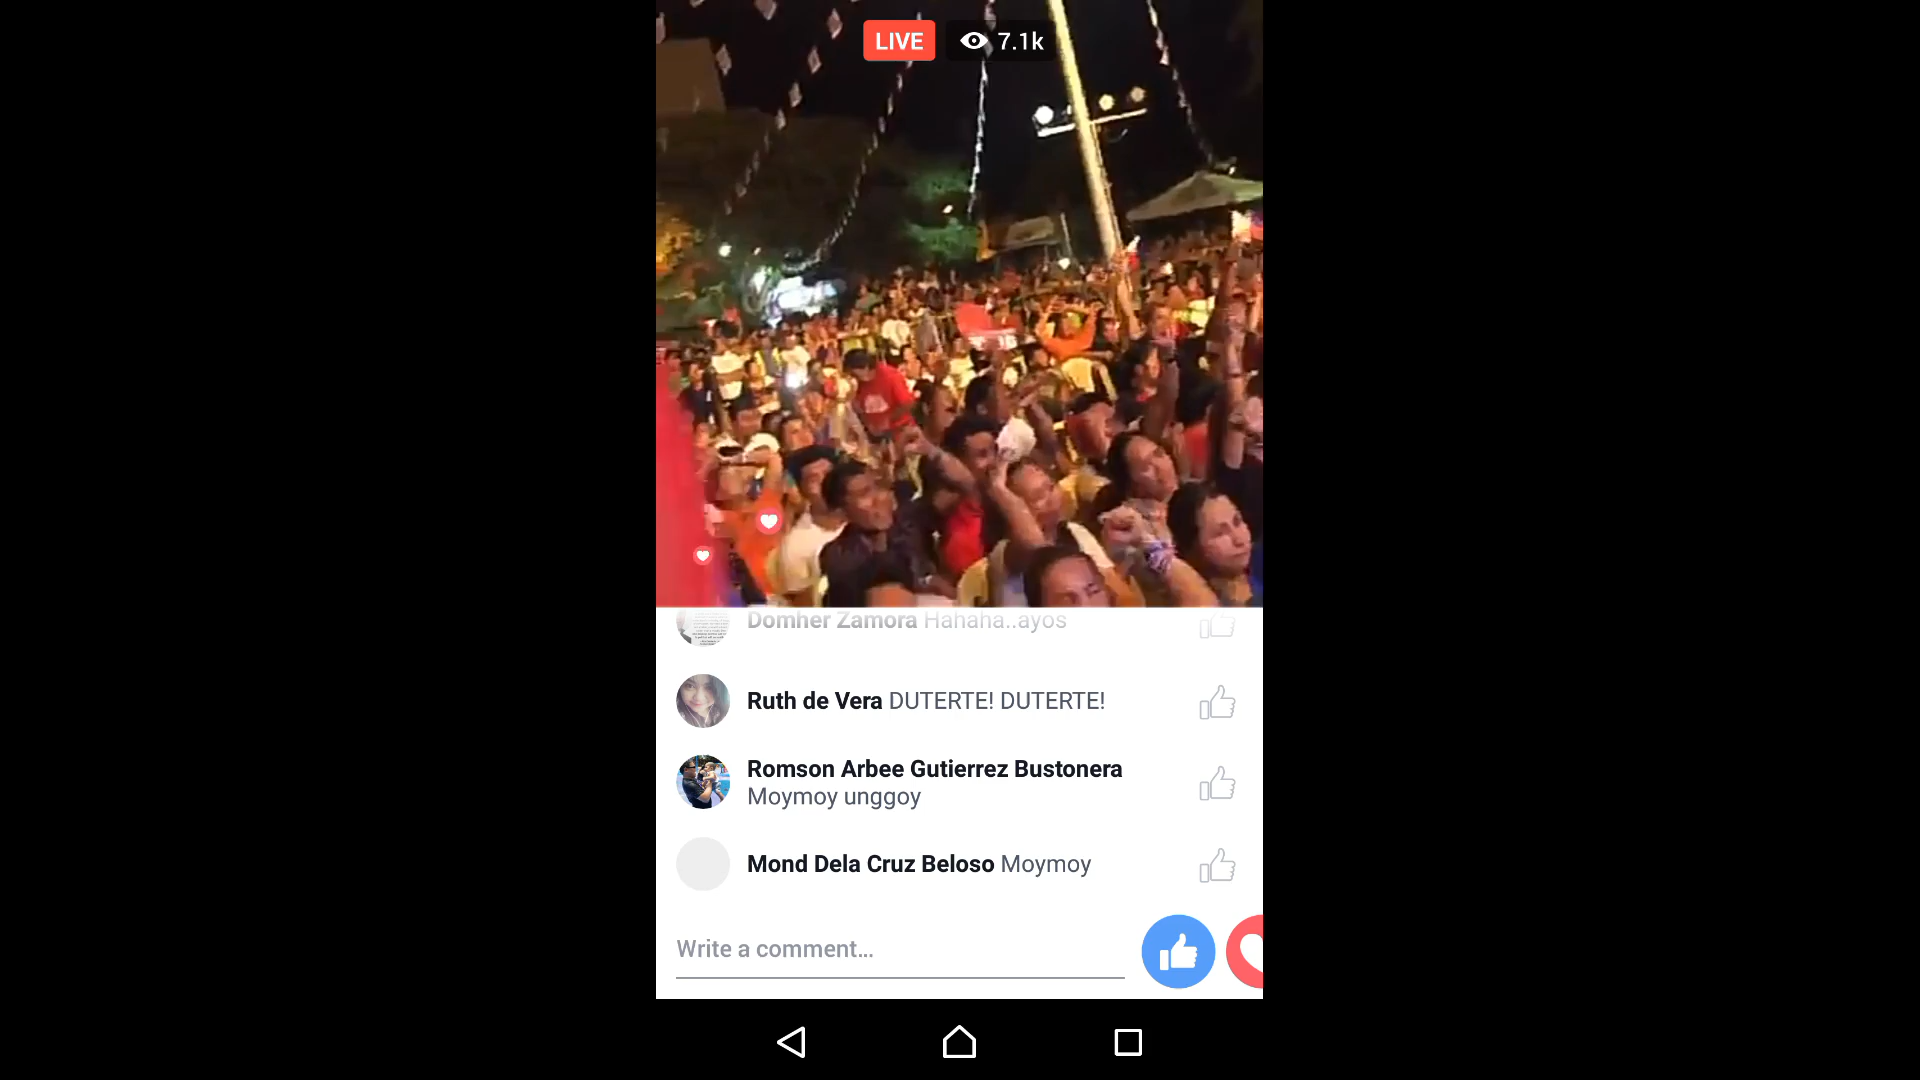 LIVE 7.1k
Domher Zamora Hahaha..ayos
Ruth de Vera DUTERTE! DUTERTE!
Romson Arbee Gutierrez Bustonera
Moymoy unggoy
Mond Dela Cruz Beloso Moymoy
Write a comment...